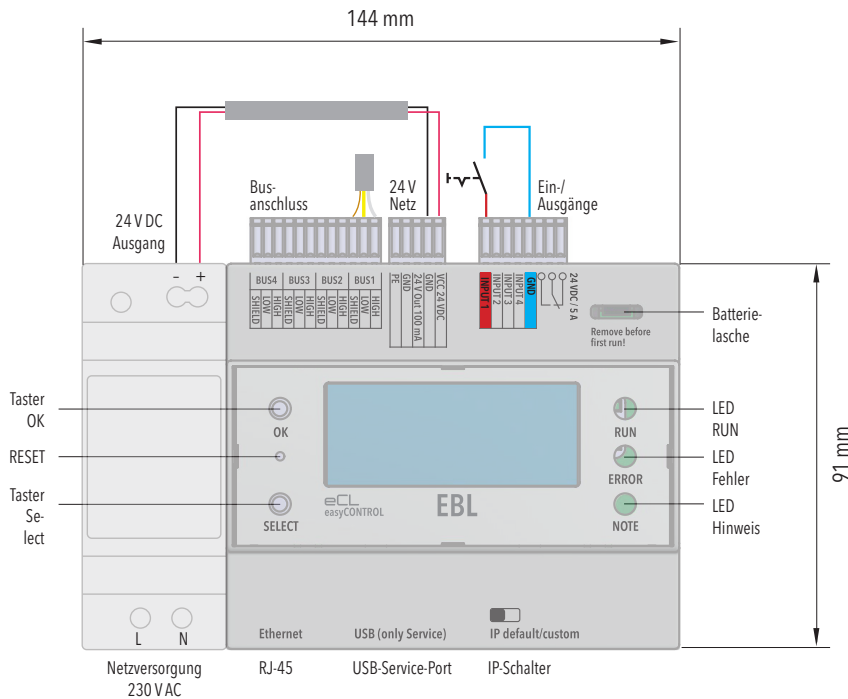 144 mm
Bus-
anschluss
24 V
Netz
Ein-/
Ausgänge
24 V DC
Ausgang
- +
BUS4 BUS3 BUS2 BUS1
SHIELD LOW HIGH SHIELD LOW HIGH SHIELD LOW HIGH SHIELD LOW HIGH
PE
GND
24 V Out 100 mA
GND
VCC 24 VDC
INPUT 1
INPUT 2
INPUT 3
INPUT 4
GND
24 VDC / 5 A
Remove before
first run!
Batterie-
lasche
Taster
OK
OK
RESET
Taster
Se-
lect
SELECT
eCL
easyCONTROL
EBL
RUN
ERROR
NOTE
LED
RUN
LED
Fehler
LED
Hinweis
91 mm
L N
Ethernet
USB (only Service)
IP default/custom
Netzversorgung
230 V AC
RJ-45
USB-Service-Port
IP-Schalter